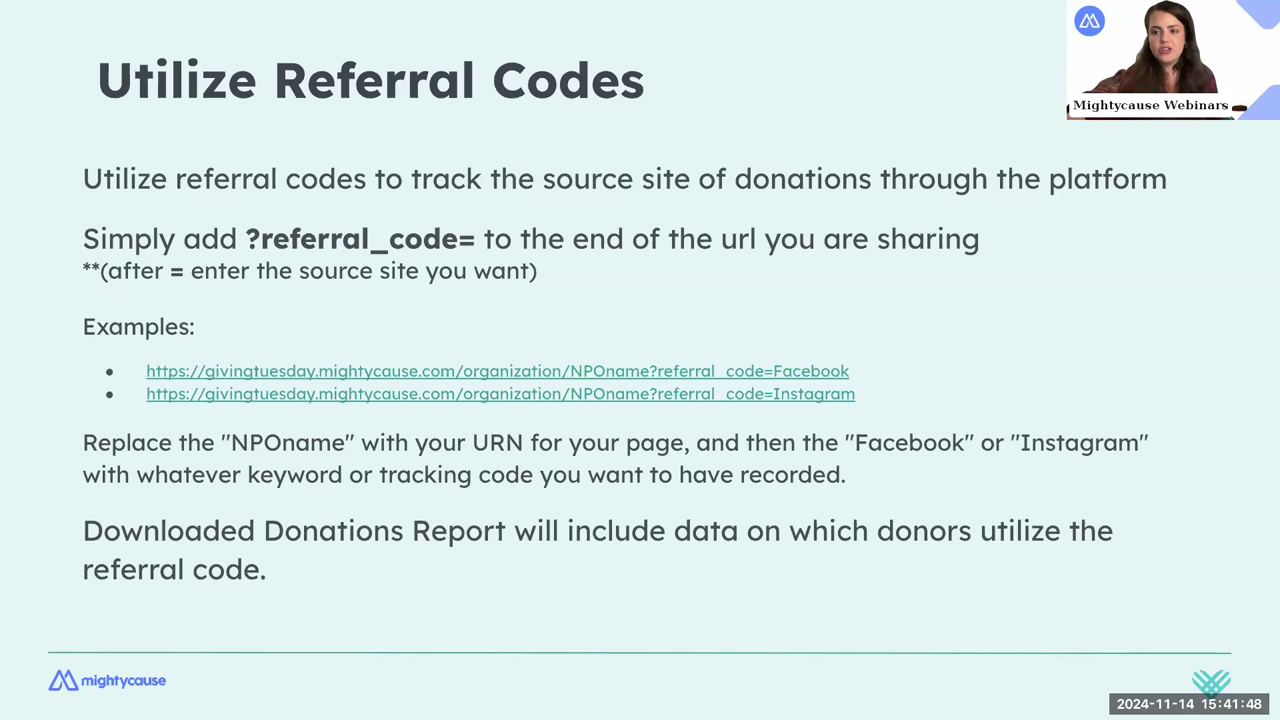 Utilize Referral Codes
Mightycause Webinars
Utilize referral codes to track the source site of donations through the platform
Simply add ?referral_code= to the end of the url you are sharing
**(after = enter the source site you want)
Examples:
● https://givingtuesday.mightycause.com/organization/NPOname?referral_code=Facebook
● https://givingtuesday.mightycause.com/organization/NPOname?referral_code=Instagram
Replace the "NPOname" with your URN for your page, and then the "Facebook" or "Instagram"
with whatever keyword or tracking code you want to have recorded.
Downloaded Donations Report will include data on which donors utilize the
referral code.
mightycause
2024-11-14 15:41:48